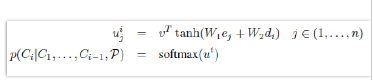 u_j^i = v^T tanh(W_1 e_j + W_2 d_i) j ∈ (1, . . . , n)
p(C_i|C_1, . . . , C_{i−1}, P) = softmax(u^i)